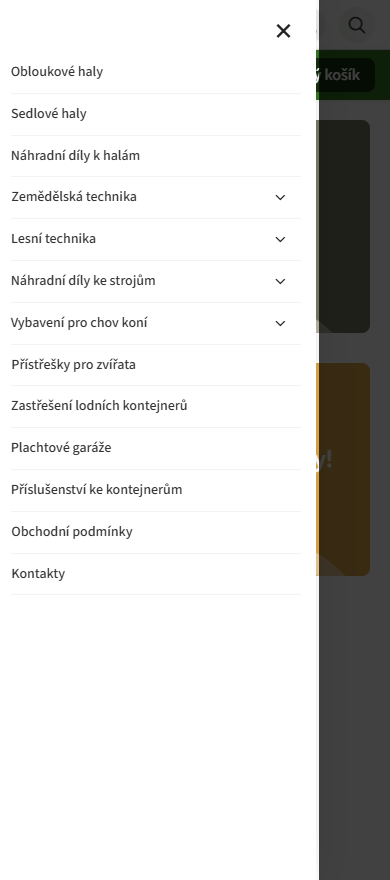 Obloukové haly
Sedlové haly
Náhradní díly k halám
Zemědělská technika
Lesní technika
Náhradní díly ke strojům
Vybavení pro chov koní
Přístřešky pro zvířata
Zastřešení lodních kontejnerů
Plachtové garáže
Příslušenství ke kontejnerům
Obchodní podmínky
Kontakty
ý košík
y!